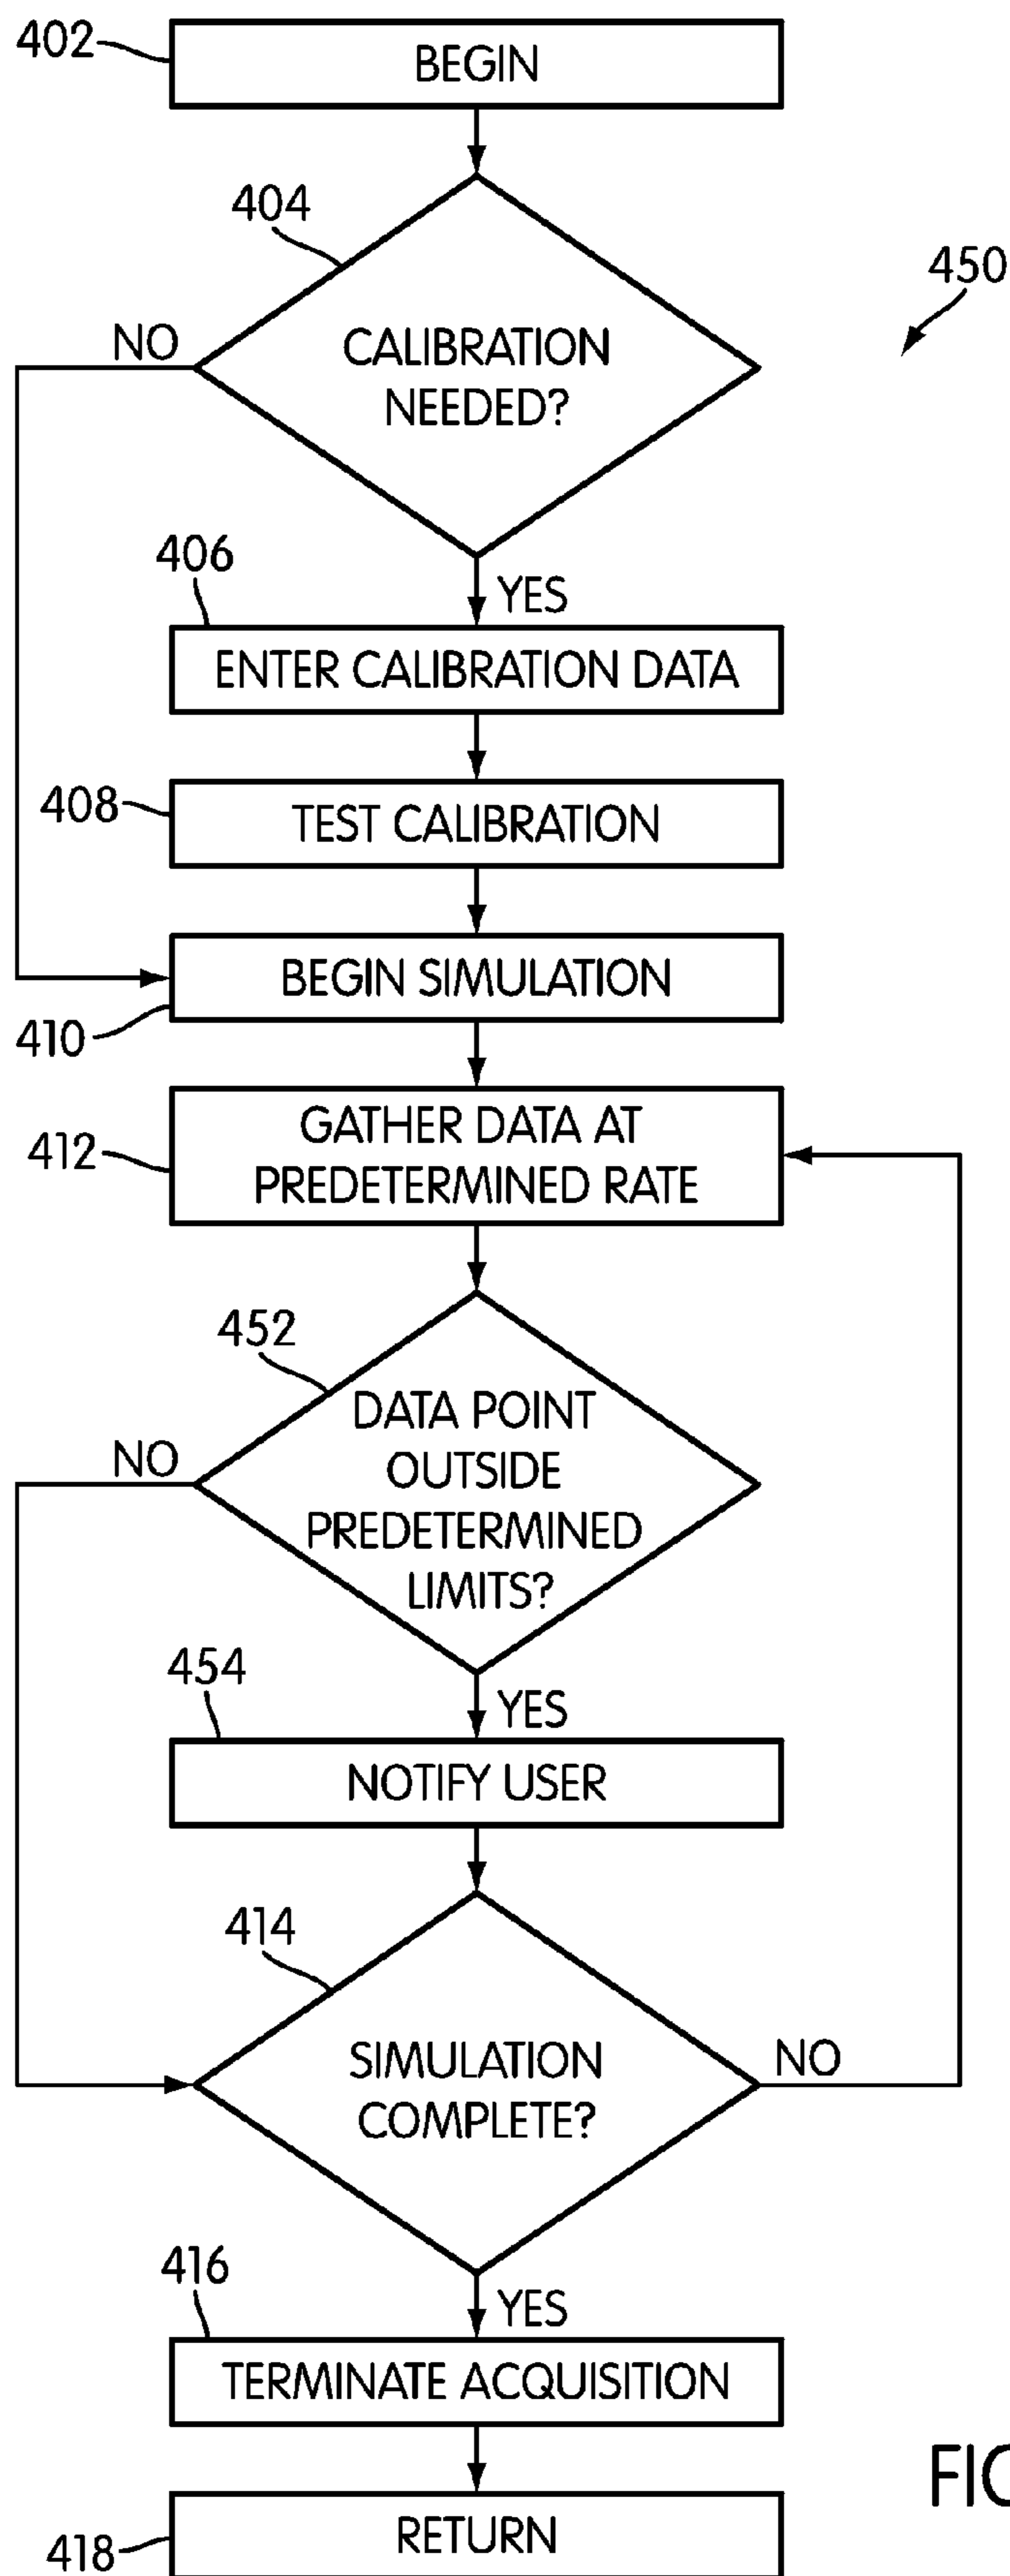 402
BEGIN
404
450
NO
CALIBRATION
NEEDED?
406
YES
ENTER CALIBRATION DATA
408
TEST CALIBRATION
BEGIN SIMULATION
410
GATHER DATA AT
412
PREDETERMINED RATE
452
DATA POINT
NO
OUTSIDE
PREDETERMINED
LIMITS?
454
YES
NOTIFY USER
414
SIMULATION
NO
COMPLETE?
416
YES
TERMINATE ACQUISITION
RETURN
418